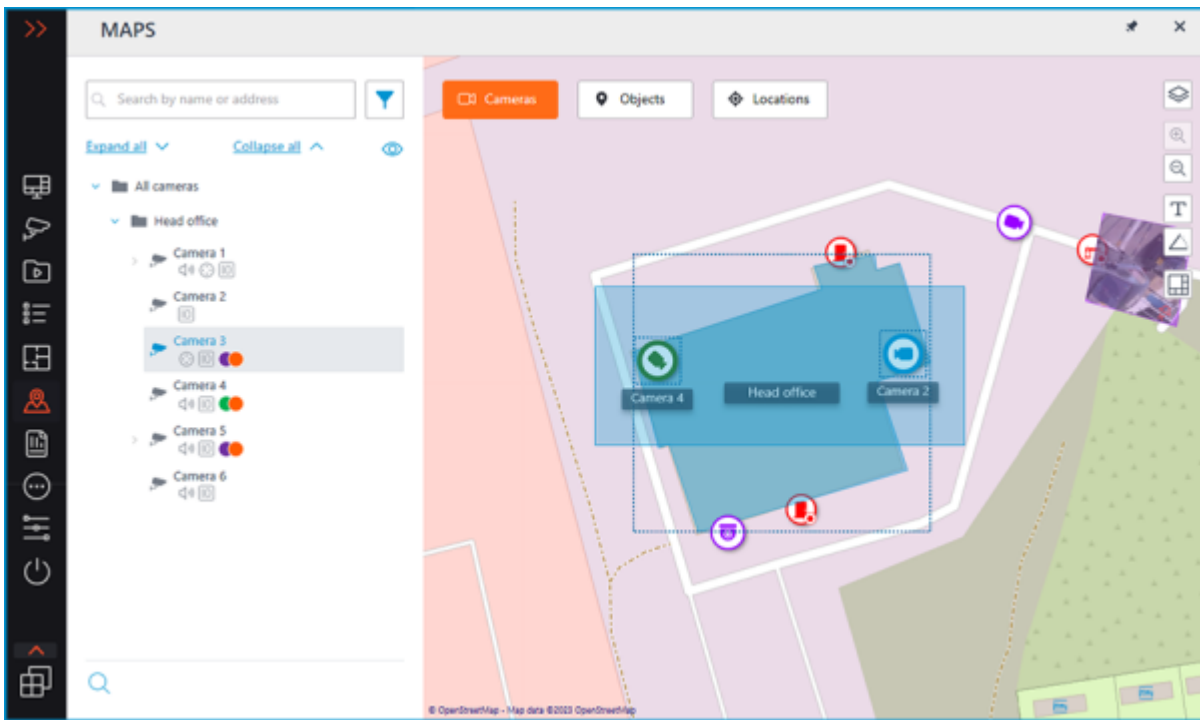 MAPS
Search by name or address
Cameras
Objects
Locations
Expand all
Collapse all
All cameras
Head office
Camera 1
Camera 2
Camera 3
Camera 4
Camera 5
Camera 6
Camera 4
Head office
Camera 2
T
© OpenStreetMap - Map data ©2023 OpenStreetMap